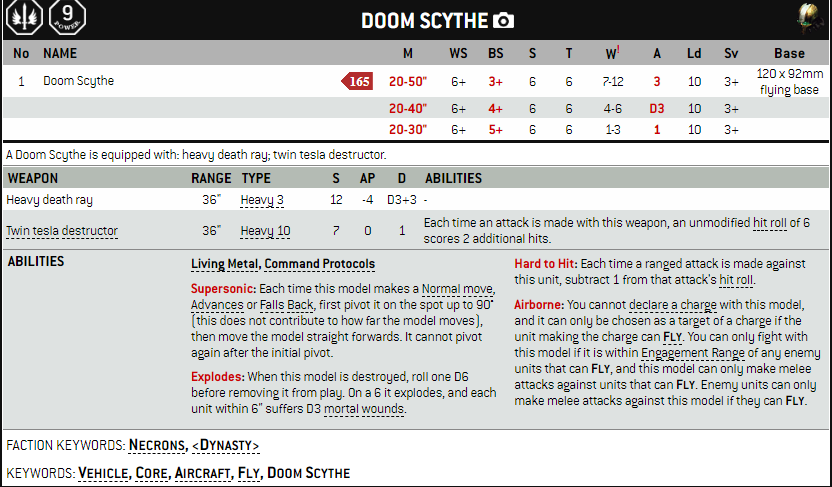 9
POWER
DOOM SCYTHE
No NAME M WS BS S T W! A Ld Sv Base
1 Doom Scythe 165 20-50" 6+ 3+ 6 6 7-12 3 10 3+ 120 x 92mm
flying base
20-40" 6+ 4+ 6 6 4-6 D3 10 3+
20-30" 6+ 5+ 6 6 1-3 1 10 3+
A Doom Scythe is equipped with: heavy death ray; twin tesla destructor.
WEAPON RANGE TYPE S AP D ABILITIES
Heavy death ray 36" Heavy 3 12 -4 D3+3 -
Twin tesla destructor 36" Heavy 10 7 0 1 Each time an attack is made with this weapon, an unmodified hit roll of 6
scores 2 additional hits.
ABILITIES
Living Metal, Command Protocols
Supersonic: Each time this model makes a Normal move,
Advances or Falls Back, first pivot it on the spot up to 90°
(this does not contribute to how far the model moves),
then move the model straight forwards. It cannot pivot
again after the initial pivot.
Explodes: When this model is destroyed, roll one D6
before removing it from play. On a 6 it explodes, and each
unit within 6" suffers D3 mortal wounds.
Hard to Hit: Each time a ranged attack is made against
this unit, subtract 1 from that attack's hit roll.
Airborne: You cannot declare a charge with this model,
and it can only be chosen as a target of a charge if the
unit making the charge can FLY. You can only fight with
this model if it is within Engagement Range of any enemy
units that can FLY, and this model can only make melee
attacks against units that can FLY. Enemy units can only
make melee attacks against this model if they can FLY.
FACTION KEYWORDS: NECRONS, <DYNASTY>
KEYWORDS: VEHICLE, CORE, AIRCRAFT, FLY, DOOM SCYTHE